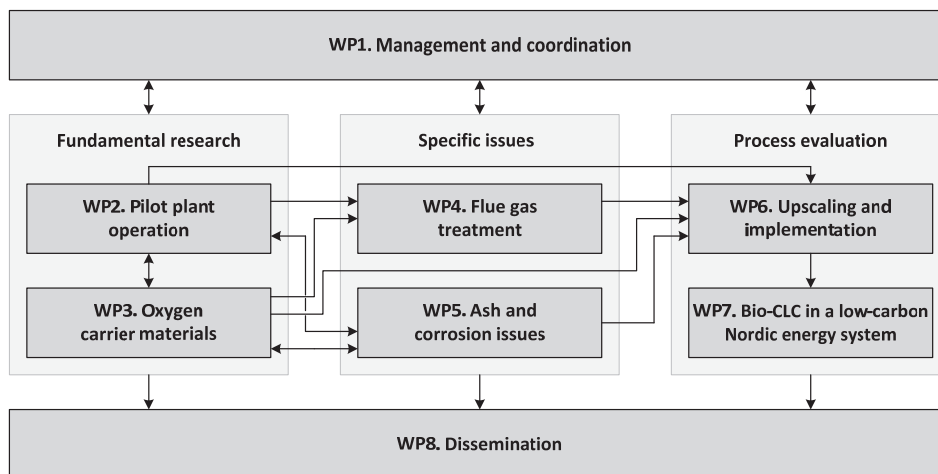 WP1. Management and coordination
Fundamental research
Specific issues
Process evaluation
WP2. Pilot plant
operation
WP4. Flue gas
treatment
WP6. Upscaling and
implementation
WP3. Oxygen
carrier materials
WP5. Ash and
corrosion issues
WP7. Bio-CLC in a low-carbon
Nordic energy system
WP8. Dissemination